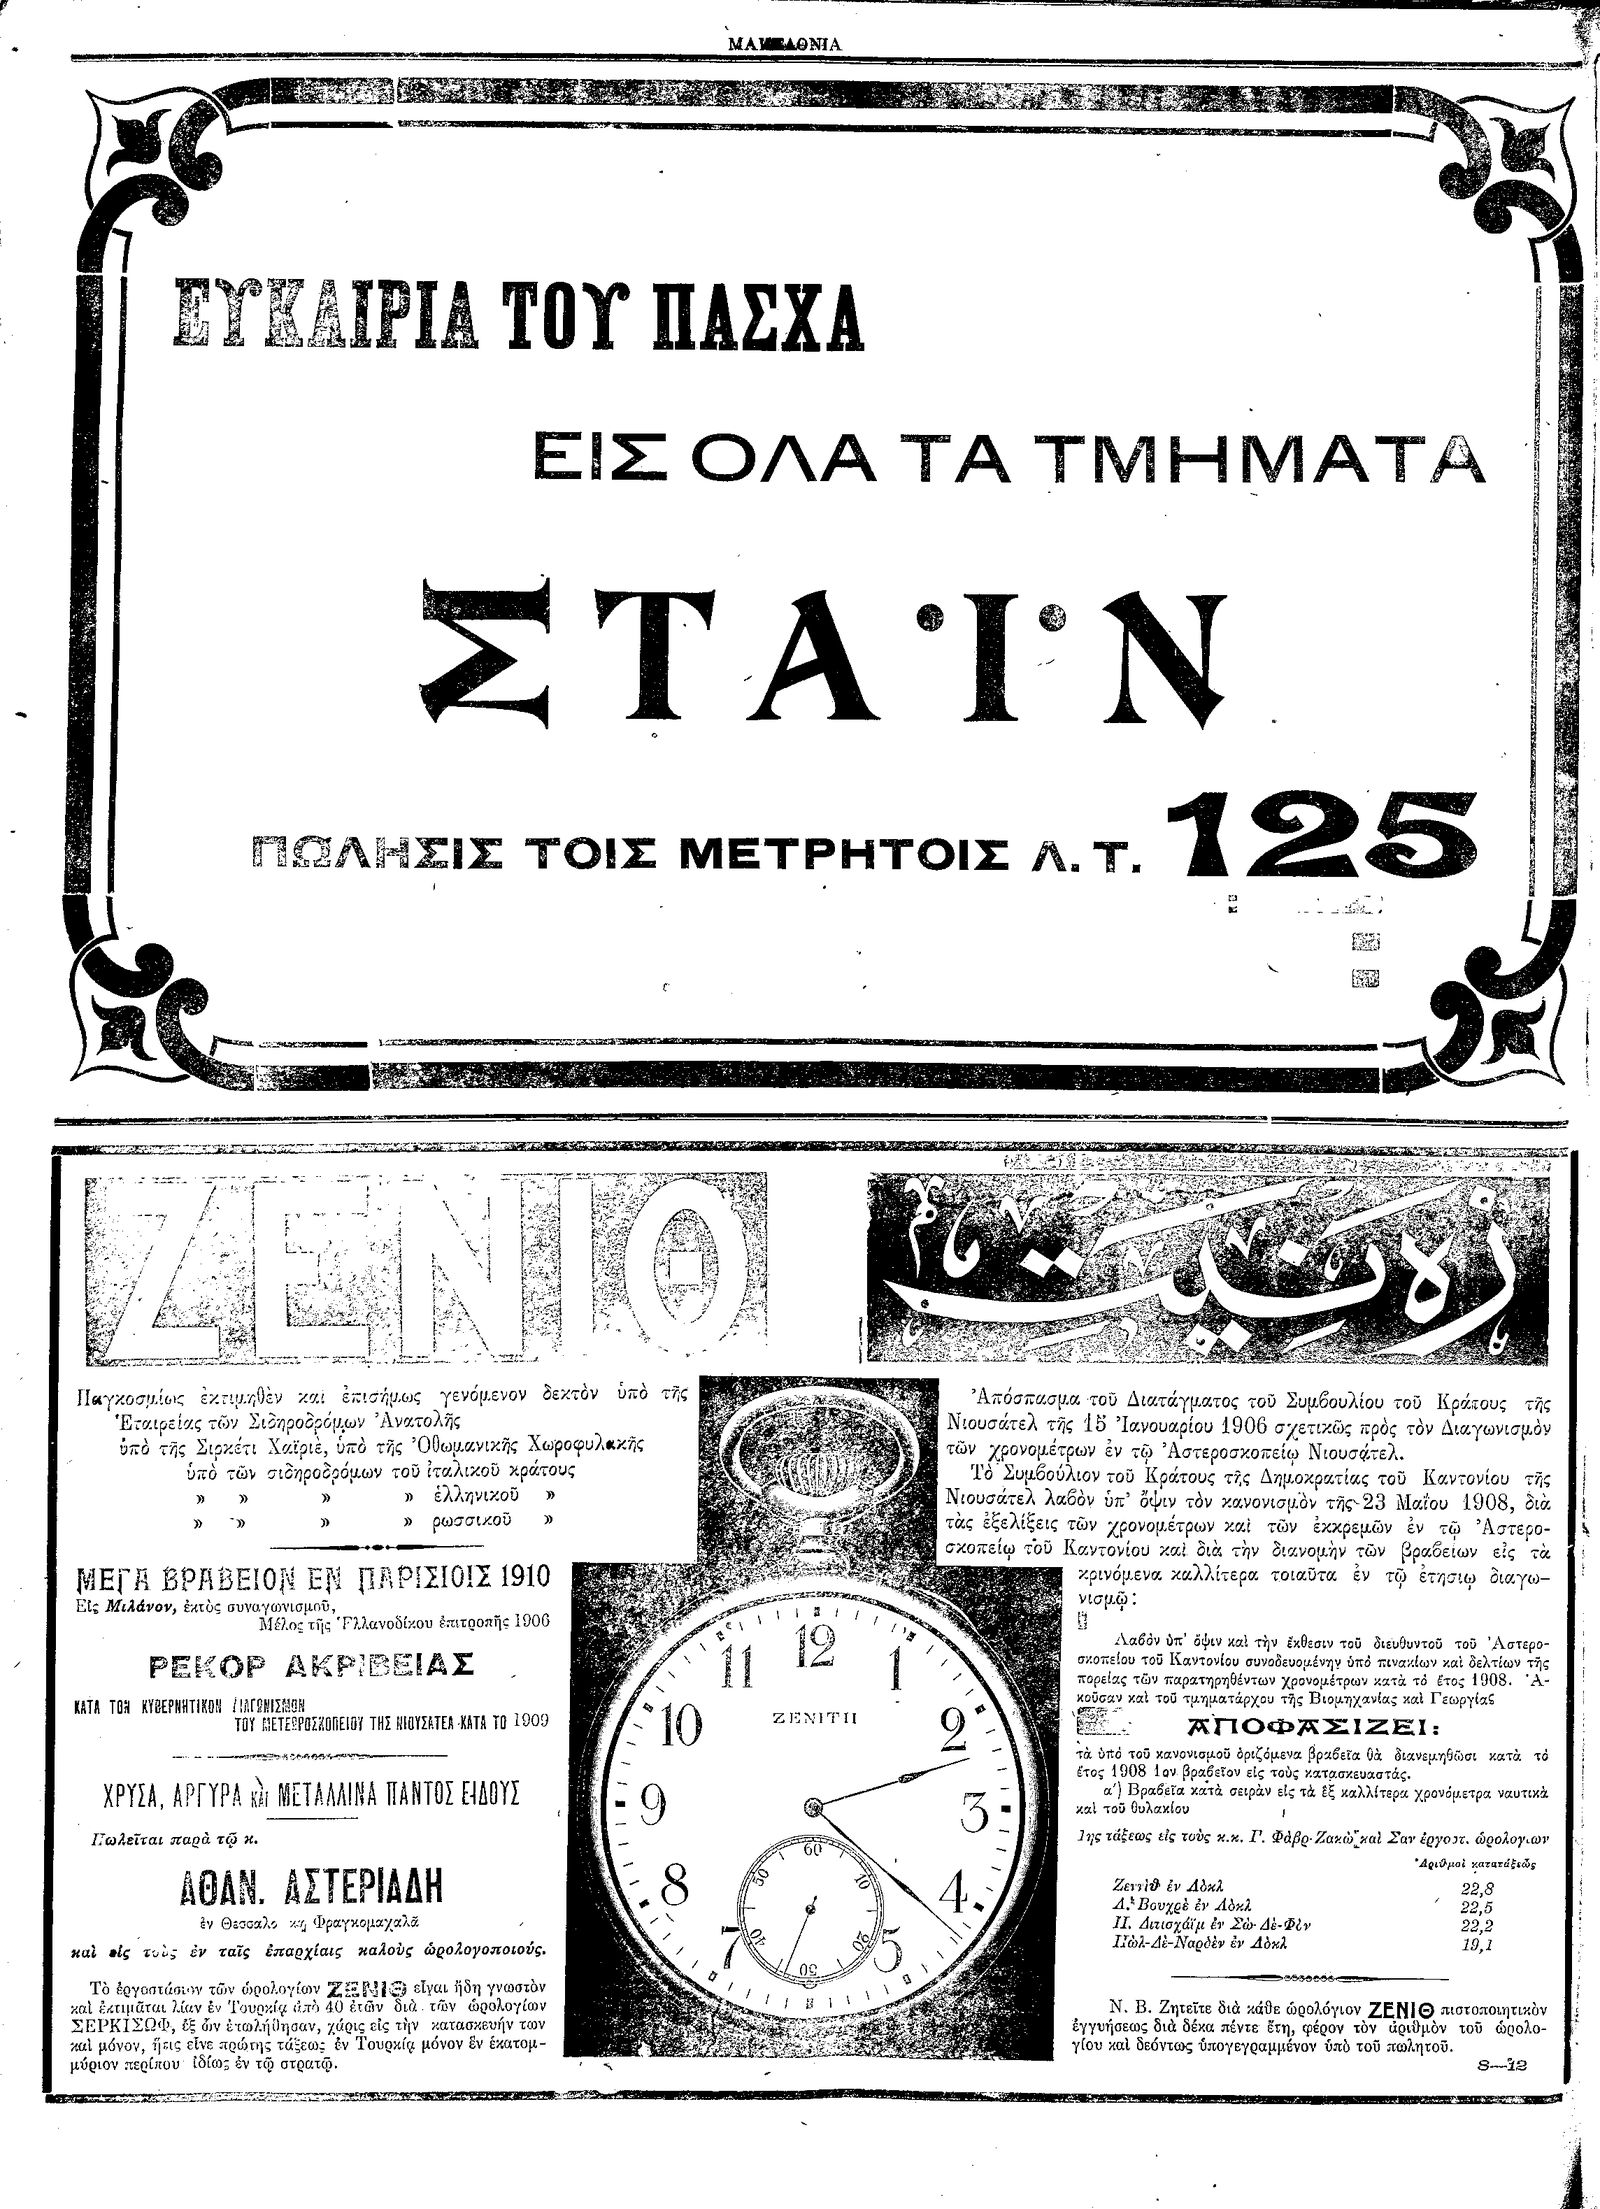 ΜΑΚΕΔΟΝΙΑ
ΕΥΚΑΙΡΙΑ ΤΟΥ ΠΑΣΧΑ
ΕΙΣ ΟΛΑ ΤΑ ΤΜΗΜΑΤΑ
ΣΤΑ·Ι·Ν
ΠΩΛΗΣΙΣ ΤΟΙΣ ΜΕΤΡΗΤΟΙΣ Λ.Τ. 125
ΖΕΝΙΘ
زه نیت
Παγκοσμίως ἐκτιμηθὲν καὶ ἐπισήμως γενόμενον δεκτὸν ὑπὸ τῆς
Ἑταιρείας τῶν Σιδηροδρόμων Ἀνατολῆς
ὑπὸ τῆς Σιρκέτι Χαϊριέ, ὑπὸ τῆς Ὀθωμανικῆς Χωροφυλακῆς
ὑπὸ τῶν σιδηροδρόμων τοῦ ἰταλικοῦ κράτους
» » » » ἑλληνικοῦ »
» » » » ρωσσικοῦ »
ΜΕΓΑ ΒΡΑΒΕΙΟΝ ΕΝ ΠΑΡΙΣΙΟΙΣ 1910
Εἰς Μιλάνον, ἐκτὸς συναγωνισμοῦ,
Μέλος τῆς Ἑλλανοδίκου ἐπιτροπῆς 1906
ΡΕΚΟΡ ΑΚΡΙΒΕΙΑΣ
ΚΑΤΑ ΤΟΝ ΚΥΒΕΡΝΗΤΙΚΟΝ ΔΙΑΓΩΝΙΣΜΟΝ
ΤΟΥ ΜΕΤΕΩΡΟΣΚΟΠΕΙΟΥ ΤΗΣ ΝΙΟΥΣΑΤΕΛ ΚΑΤΑ ΤΟ 1909
ΧΡΥΣΑ, ΑΡΓΥΡΑ καὶ ΜΕΤΑΛΛΙΝΑ ΠΑΝΤΟΣ ΕΙΔΟΥΣ
Πωλεῖται παρὰ τῷ κ.
ΑΘΑΝ. ΑΣΤΕΡΙΑΔΗ
ἐν Θεσσαλο κῃ Φραγκομαχαλᾶ
καὶ εἰς τοὺς ἐν ταῖς ἐπαρχίαις καλοὺς ὡρολογοποιούς.
Τὸ ἐργοστάσιον τῶν ὡρολογίων ΖΕΝΙΘ εἶναι ἤδη γνωστὸν
καὶ ἐκτιμᾶται λίαν ἐν Τουρκίᾳ ἀπὸ 40 ἐτῶν διὰ τῶν ὡρολογίων
ΣΕΡΚΙΣΩΦ, ἐξ ὧν ἐπωλήθησαν, χάρις εἰς τὴν κατασκευήν των
καὶ μόνον, ἥτις εἶνε πρώτης τάξεως ἐν Τουρκίᾳ μόνον ἓν ἑκατομ-
μύριον περίπου ἰδίως ἐν τῷ στρατῷ.
12
11
1
10
ZENITH
2
9
3
8
4
7
5
60
50
10
30
Ἀπόσπασμα τοῦ Διατάγματος τοῦ Συμβουλίου τοῦ Κράτους τῆς
Νιουσάτελ τῆς 15 Ἰανουαρίου 1906 σχετικῶς πρὸς τὸν Διαγωνισμὸν
τῶν χρονομέτρων ἐν τῷ Ἀστεροσκοπείῳ Νιουσάτελ.
Τὸ Συμβούλιον τοῦ Κράτους τῆς Δημοκρατίας τοῦ Καντονίου τῆς
Νιουσάτελ λαβὸν ὑπ' ὄψιν τὸν κανονισμὸν τῆς 23 Μαΐου 1908, διὰ
τὰς ἐξελίξεις τῶν χρονομέτρων καὶ τῶν ἐκκρεμῶν ἐν τῷ Ἀστερο-
σκοπείῳ τοῦ Καντονίου καὶ διὰ τὴν διανομὴν τῶν βραβείων εἰς τὰ
κρινόμενα καλλίτερα τοιαῦτα ἐν τῷ ἐτησίῳ διαγω-
νισμῷ:
Λαβὸν ὑπ' ὄψιν καὶ τὴν ἔκθεσιν τοῦ διευθυντοῦ τοῦ Ἀστερο-
σκοπείου τοῦ Καντονίου συνοδευομένην ὑπὸ πινακίων καὶ δελτίων τῆς
πορείας τῶν παρατηρηθέντων χρονομέτρων κατὰ τὸ ἔτος 1908. Ἀ-
κοῦσαν καὶ τοῦ τμηματάρχου τῆς Βιομηχανίας καὶ Γεωργίας
ΑΠΟΦΑΣΙΖΕΙ:
τὰ ὑπὸ τοῦ κανονισμοῦ ὁριζόμενα βραβεῖα θὰ διανεμηθῶσι κατὰ τὸ
ἔτος 1908 1ον βραβεῖον εἰς τοὺς κατασκευαστάς.
α') Βραβεῖα κατὰ σειρὰν εἰς τὰ ἓξ καλλίτερα χρονόμετρα ναυτικὰ
καὶ τοῦ θυλακίου
1ης τάξεως εἰς τοὺς κ.κ. Γ. Φὰβρ-Ζακὼ καὶ Σαν ἐργοστ. ὡρολογιων
Ἀριθμοὶ κατατάξεως
Ζενιὶθ ἐν Λὸκλ 22,8
Λ. Βουχρὲ ἐν Λὸκλ 22,5
Π. Διτισχάϊμ ἐν Σώ-Δὲ-Φὸν 22,2
Πὼλ-Δὲ-Ναρδὲν ἐν Λὸκλ 19,1
Ν. Β. Ζητεῖτε διὰ κάθε ὡρολόγιον ΖΕΝΙΘ πιστοποιητικὸν
ἐγγυήσεως διὰ δέκα πέντε ἔτη, φέρον τὸν ἀριθμὸν τοῦ ὡρολο-
γίου καὶ δεόντως ὑπογεγραμμένον ὑπὸ τοῦ πωλητοῦ.
8—12